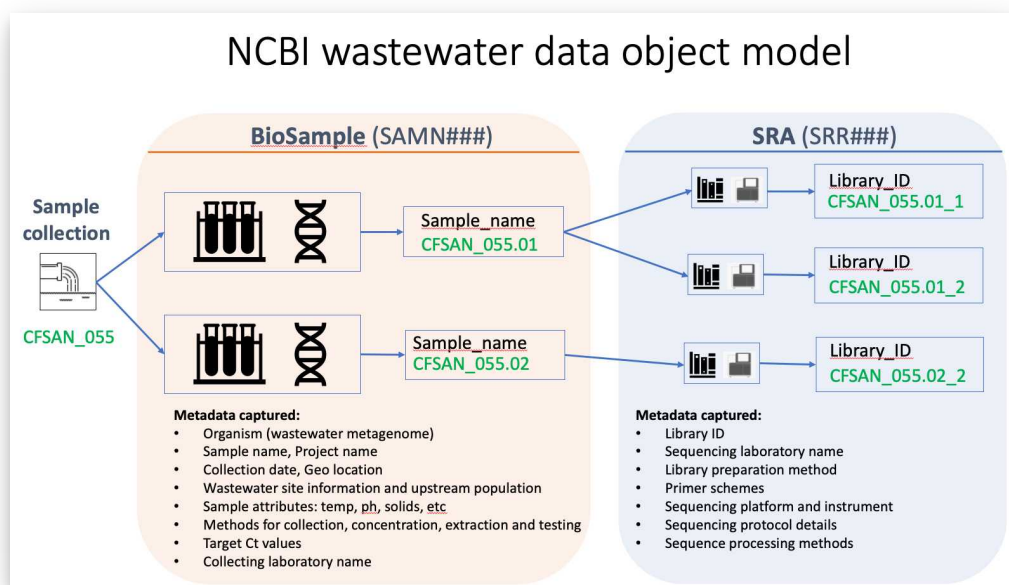 NCBI wastewater data object model
BioSample (SAMN###)
SRA (SRR###)
Sample
collection
CFSAN_055
Sample_name
CFSAN_055.01
Sample_name
CFSAN_055.02
Library_ID
CFSAN_055.01_1
Library_ID
CFSAN_055.01_2
Library_ID
CFSAN_055.02_2
Metadata captured:
• Organism (wastewater metagenome)
• Sample name, Project name
• Collection date, Geo location
• Wastewater site information and upstream population
• Sample attributes: temp, ph, solids, etc
• Methods for collection, concentration, extraction and testing
• Target Ct values
• Collecting laboratory name
Metadata captured:
• Library ID
• Sequencing laboratory name
• Library preparation method
• Primer schemes
• Sequencing platform and instrument
• Sequencing protocol details
• Sequence processing methods